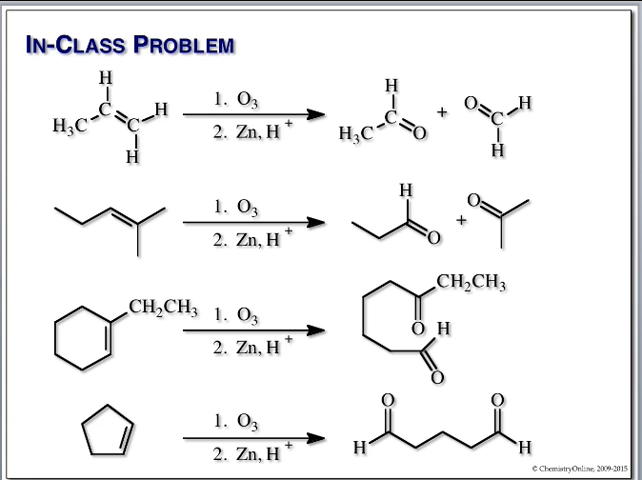 IN-CLASS PROBLEM
H
H₃C C C H
H
1. O₃
2. Zn, H⁺
H
H₃C C O
+
O C H
H
1. O₃
2. Zn, H⁺
H
O
+
O
CH₂CH₃
1. O₃
2. Zn, H⁺
CH₂CH₃
O H
O
1. O₃
2. Zn, H⁺
O O
H H
© ChemistryOnline, 2009-2015